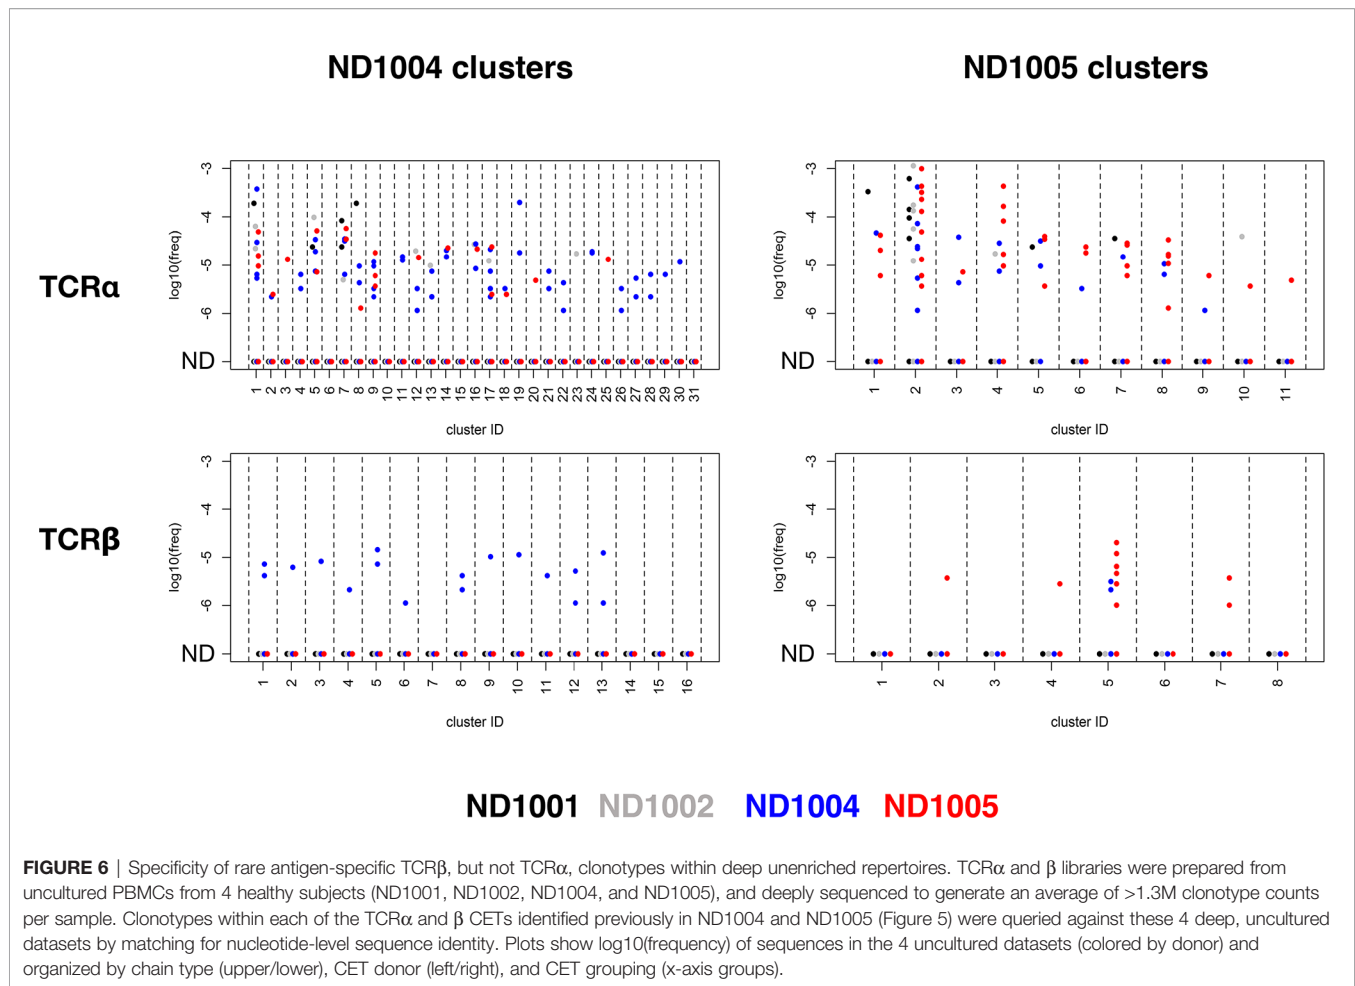 ND1004 clusters
ND1005 clusters
TCRα
log10(freq)
-3
-4
-5
-6
ND
1 2 3 4 5 6 7 8 9 10 11 12 13 14 15 16 17 18 19 20 21 22 23 24 25 26 27 28 29 30 31
cluster ID
log10(freq)
-3
-4
-5
-6
ND
1 2 3 4 5 6 7 8 9 10 11
cluster ID
TCRβ
log10(freq)
-3
-4
-5
-6
ND
1 2 3 4 5 6 7 8 9 10 11 12 13 14 15 16
cluster ID
log10(freq)
-3
-4
-5
-6
ND
1 2 3 4 5 6 7 8
cluster ID
ND1001 ND1002 ND1004 ND1005
FIGURE 6 | Specificity of rare antigen-specific TCRβ, but not TCRα, clonotypes within deep unenriched repertoires. TCRα and β libraries were prepared from
uncultured PBMCs from 4 healthy subjects (ND1001, ND1002, ND1004, and ND1005), and deeply sequenced to generate an average of >1.3M clonotype counts
per sample. Clonotypes within each of the TCRα and β CETs identified previously in ND1004 and ND1005 (Figure 5) were queried against these 4 deep, uncultured
datasets by matching for nucleotide-level sequence identity. Plots show log10(frequency) of sequences in the 4 uncultured datasets (colored by donor) and
organized by chain type (upper/lower), CET donor (left/right), and CET grouping (x-axis groups).